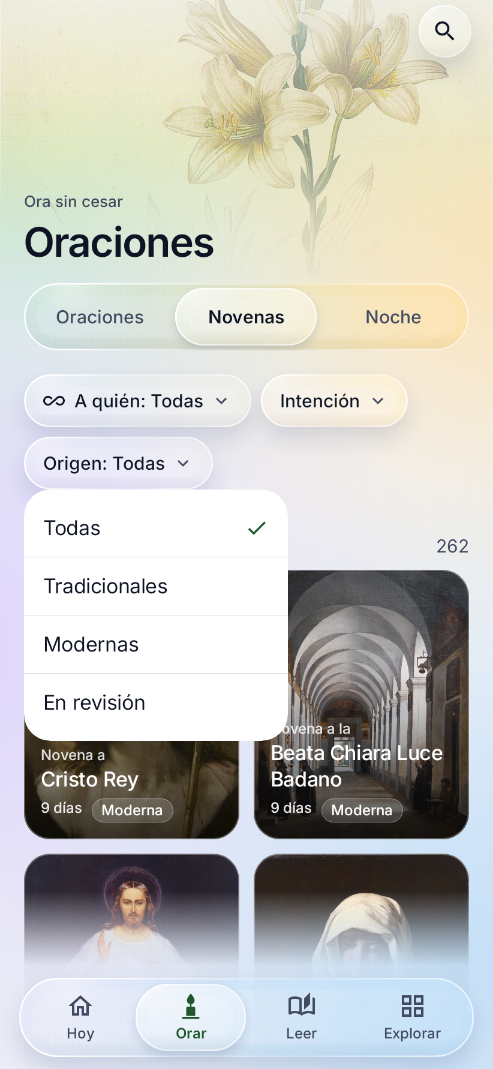 Ora sin cesar
Oraciones
Oraciones
Novenas
Noche
A quién: Todas
Intención
Origen: Todas
Todas
Tradicionales
Modernas
En revisión
262
Novena a
Cristo Rey
9 días
Moderna
Novena a la
Beata Chiara Luce
Badano
9 días
Moderna
Hoy
Orar
Leer
Explorar